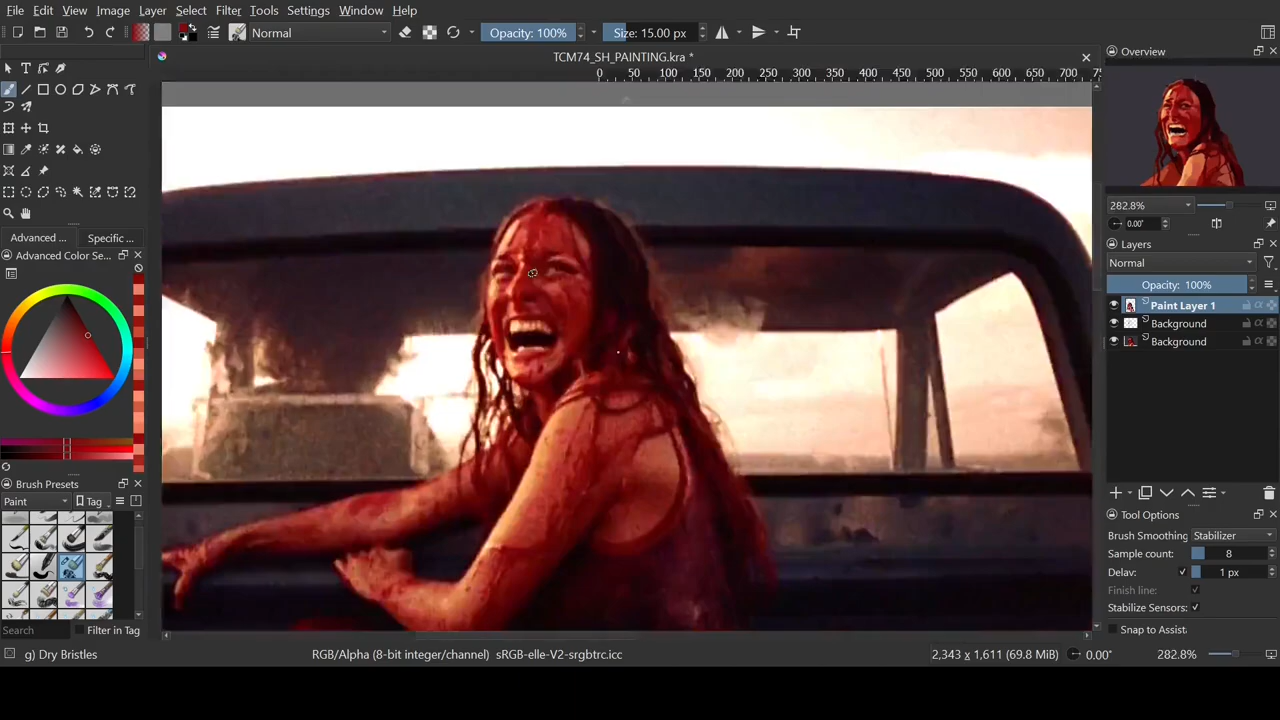 File Edit View Image Layer Select Filter Tools Settings Window Help
Normal Opacity: 100% Size: 15.00 px
TCM74_SH_PAINTING.kra *
0 50 100 150 200 250 300 350 400 450 500 550 600 650 700
Overview
282.8%
0.00°
Layers
Normal
Opacity: 100%
Paint Layer 1
Background
Background
Tool Options
Brush Smoothing: Stabilizer
Sample count: 8
Delay: 1 px
Finish line:
Stabilize Sensors:
Snap to Assist
Advanced ... Specific ...
Advanced Color Se...
Brush Presets
Paint Tag
Search Filter in Tag
g) Dry Bristles RGB/Alpha (8-bit integer/channel) sRGB-elle-V2-srgbtrc.icc 2,343 x 1,611 (69.8 MiB) 0.00° 282.8%